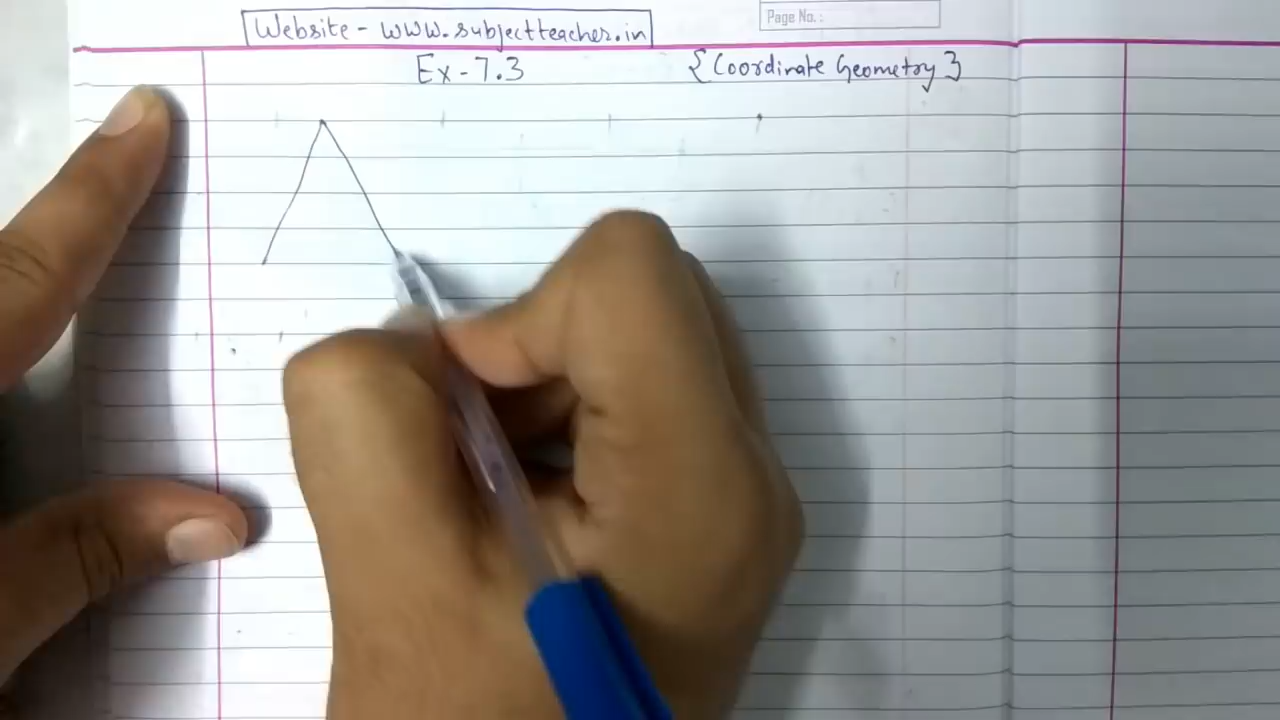 Page No. :
Website - www.subjectteacher.in
Ex - 7.3 {Coordinate Geometry}